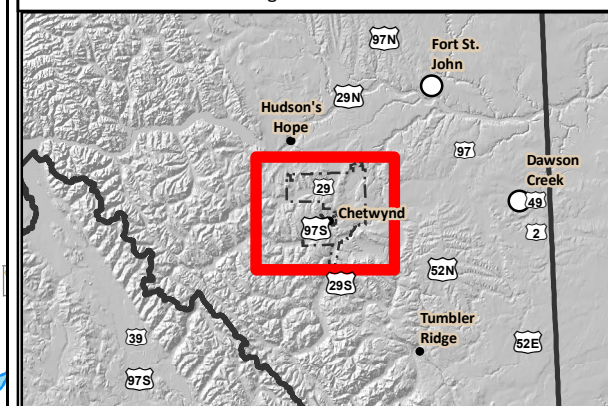 97N
Fort St.
John
29N
Hudson's
Hope
97
Dawson
Creek
29
49
Chetwynd
97S
2
52N
29S
Tumbler
Ridge
39
52E
97S